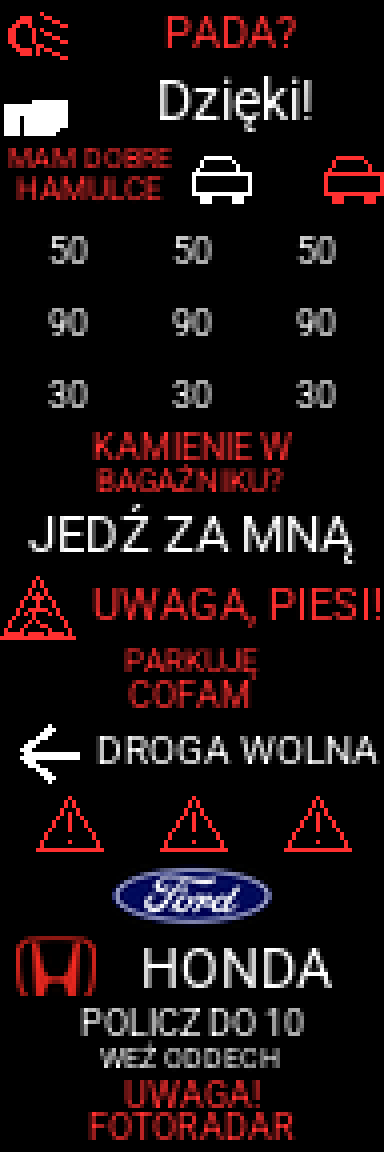 PADA?
Dzięki!
MAM DOBRE
HAMULCE
50 50 50
90 90 90
30 30 30
KAMIENIE W
BAGAŻNIKU?
JEDŹ ZA MNĄ
UWAGA, PIESI!
PARKUJĘ
COFAM
DROGA WOLNA
! ! !
Ford
HONDA
POLICZ DO 10
WEŹ ODDECH
UWAGA!
FOTORADAR